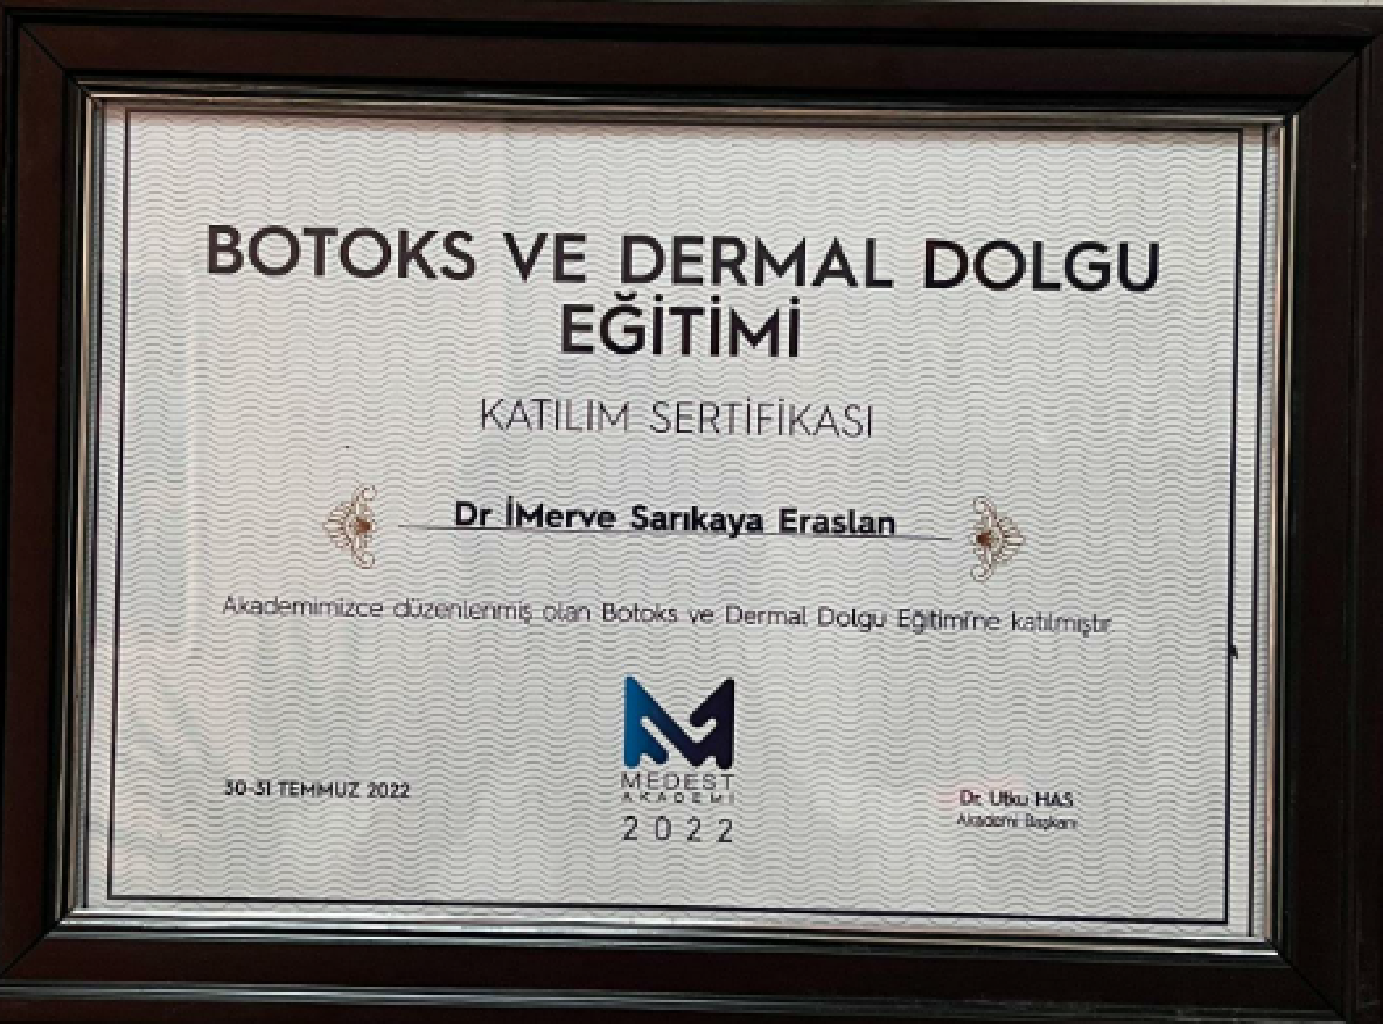 BOTOKS VE DERMAL DOLGU
EĞİTİMİ
KATILIM SERTİFİKASI
Dr İMerve Sarıkaya Eraslan
Akademimizce düzenlenmiş olan Botoks ve Dermal Dolgu Eğitimi'ne katılmıştır
MEDEST
AKADEMİ
2022
30-31 TEMMUZ 2022
Dr. Utku HAS
Akademi Başkanı